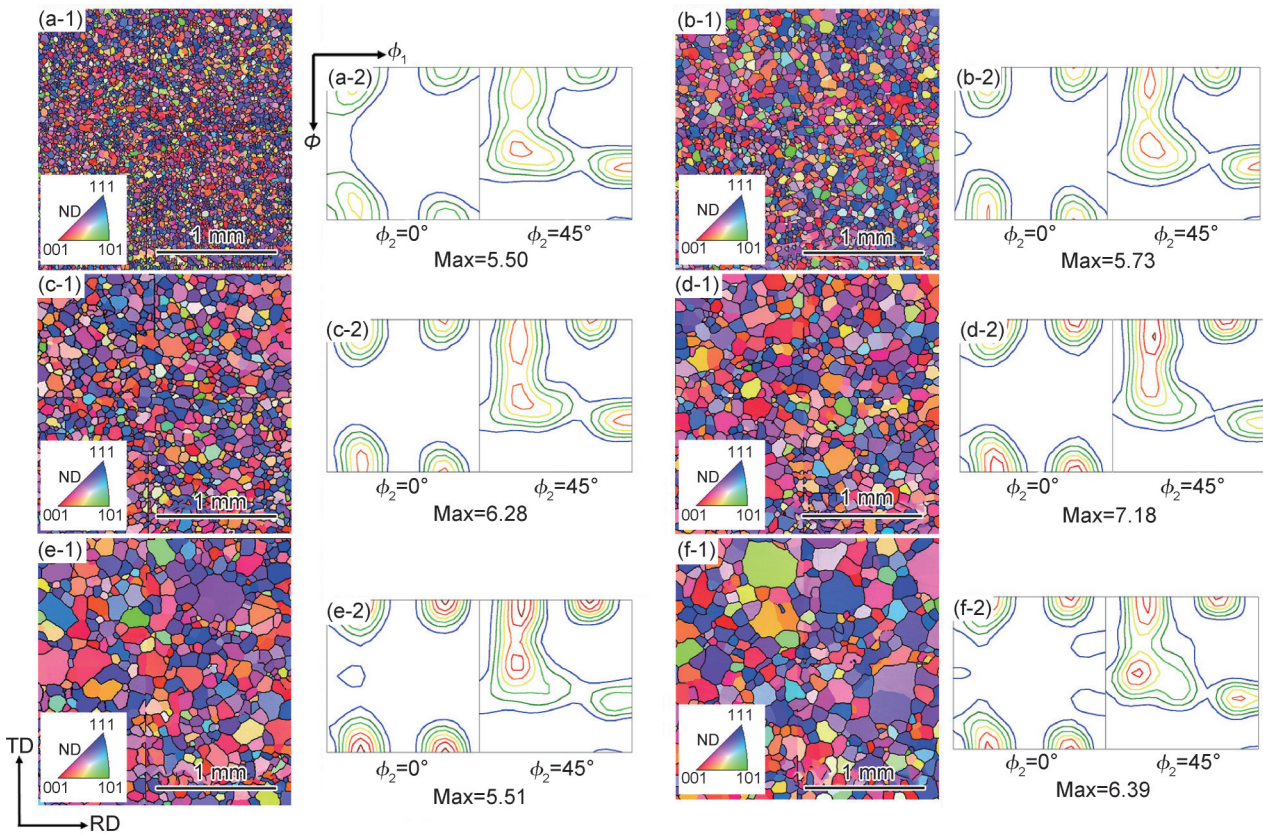 (a-1)
111
ND
001 101
1 mm
ϕ₁
Φ
(a-2)
ϕ₂=0° ϕ₂=45°
Max=5.50
(b-1)
111
ND
001 101
1 mm
(b-2)
ϕ₂=0° ϕ₂=45°
Max=5.73
(c-1)
111
ND
001 101
1 mm
(c-2)
ϕ₂=0° ϕ₂=45°
Max=6.28
(d-1)
111
ND
001 101
1 mm
(d-2)
ϕ₂=0° ϕ₂=45°
Max=7.18
(e-1)
111
ND
001 101
1 mm
TD
RD
(e-2)
ϕ₂=0° ϕ₂=45°
Max=5.51
(f-1)
111
ND
001 101
1 mm
(f-2)
ϕ₂=0° ϕ₂=45°
Max=6.39